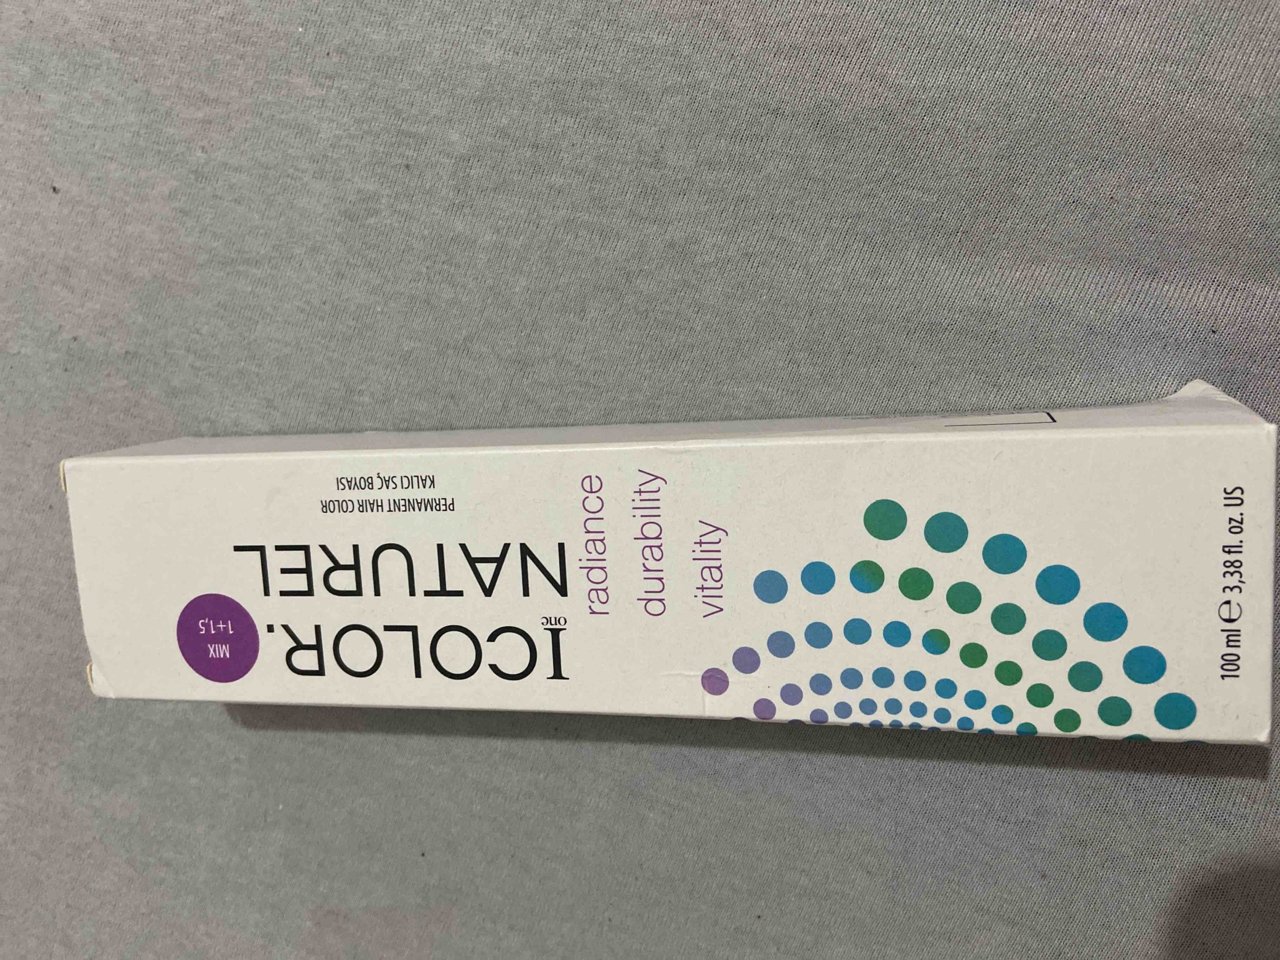 ICOLOR.
one
NATUREL
MIX
1+1,5
PERMANENT HAIR COLOR
KALICI SAÇ BOYASI
radiance
durability
vitality
100 ml ℮ 3,38 fl. oz. US